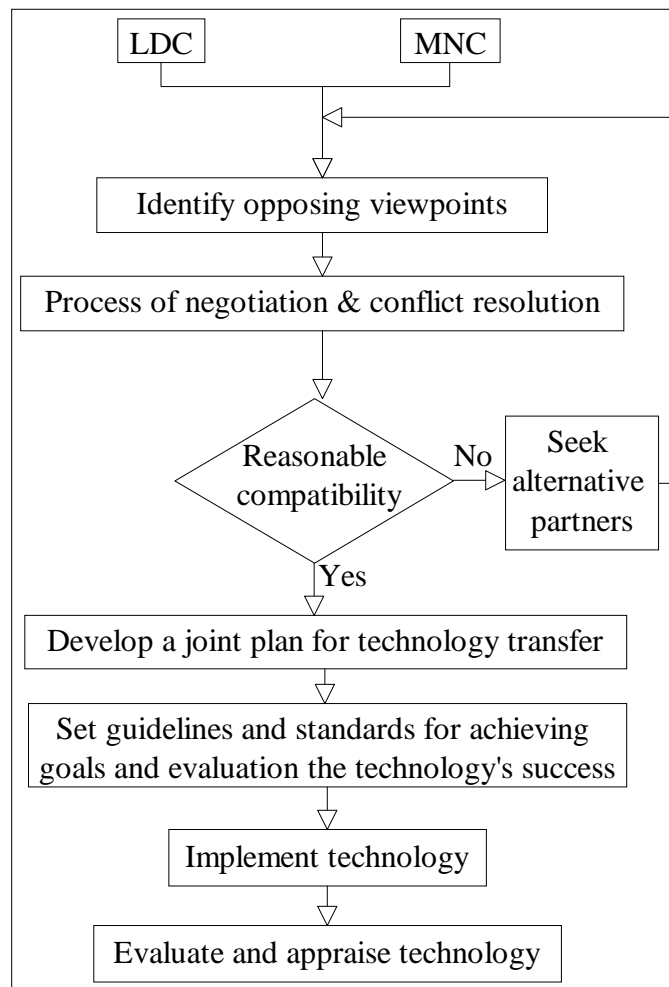 LDC
MNC
Identify opposing viewpoints
Process of negotiation & conflict resolution
Reasonable
compatibility
No
Seek
alternative
partners
Yes
Develop a joint plan for technology transfer
Set guidelines and standards for achieving
goals and evaluation the technology's success
Implement technology
Evaluate and appraise technology